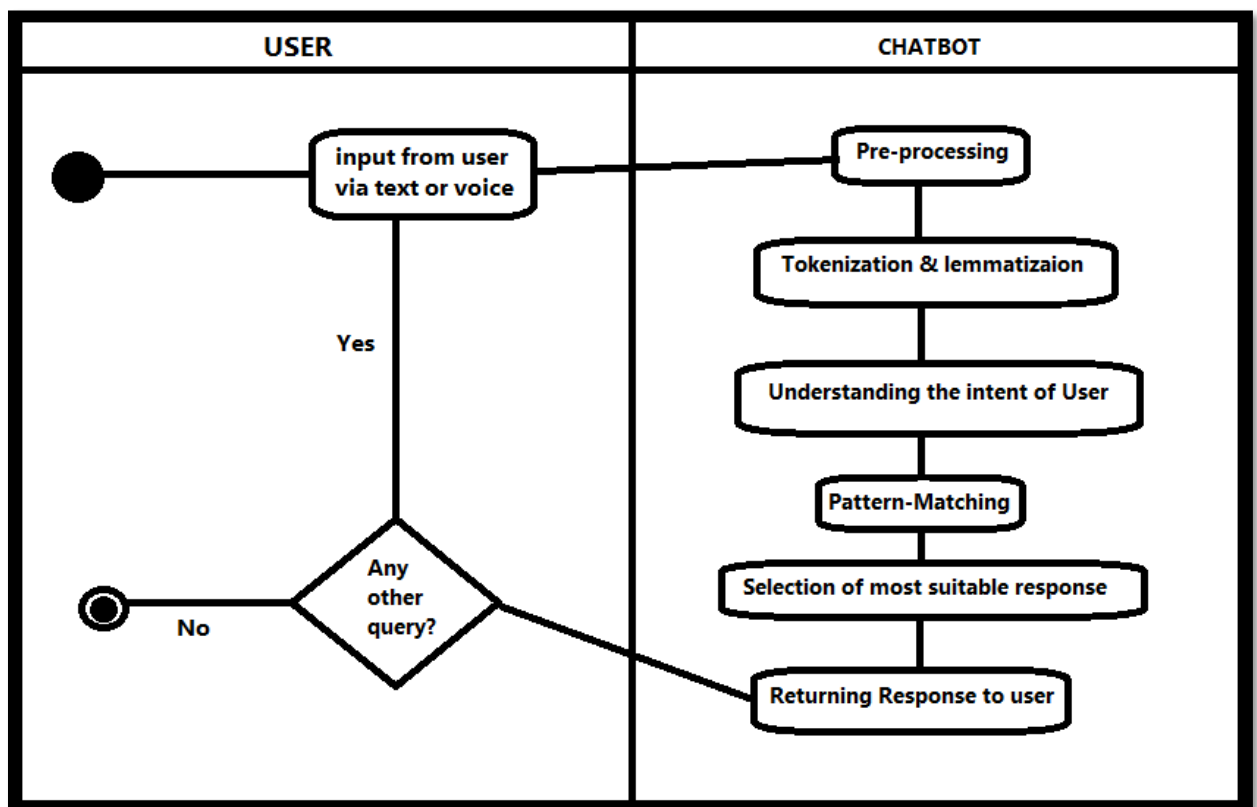 USER
CHATBOT
input from user
via text or voice
Pre-processing
Tokenization & lemmatizaion
Understanding the intent of User
Pattern-Matching
Selection of most suitable response
Returning Response to user
Yes
Any
other
query?
No